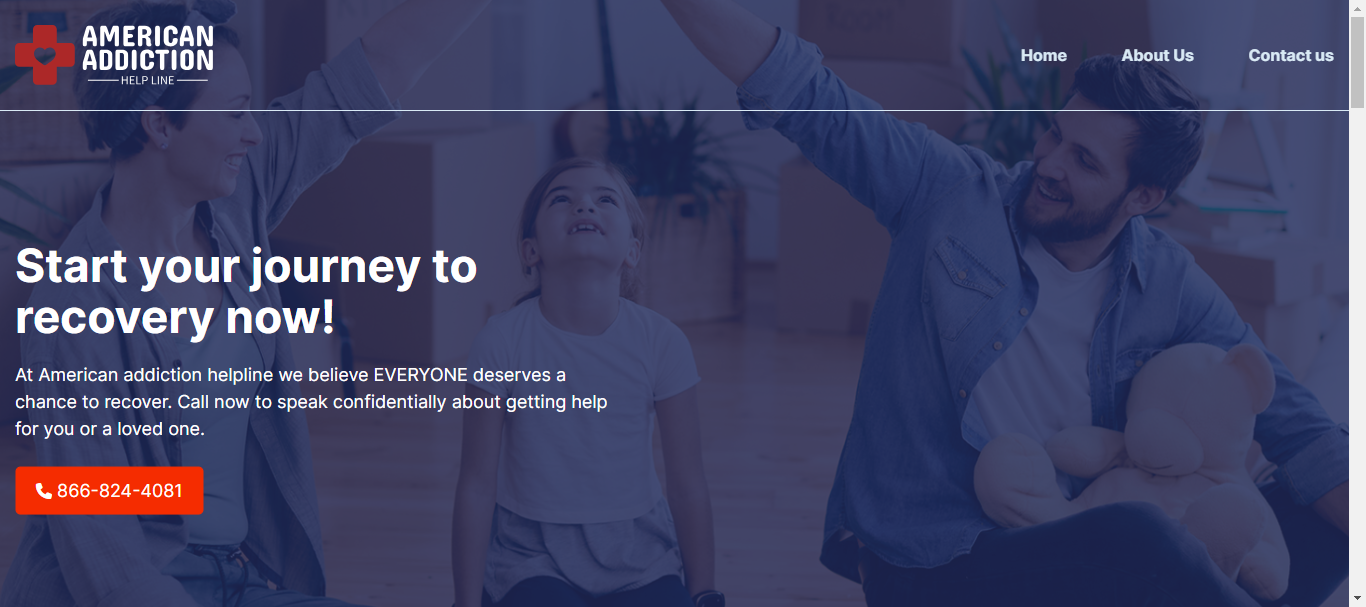 AMERICAN
ADDICTION
HELP LINE
Home About Us Contact us
Start your journey to
recovery now!
At American addiction helpline we believe EVERYONE deserves a
chance to recover. Call now to speak confidentially about getting help
for you or a loved one.
866-824-4081